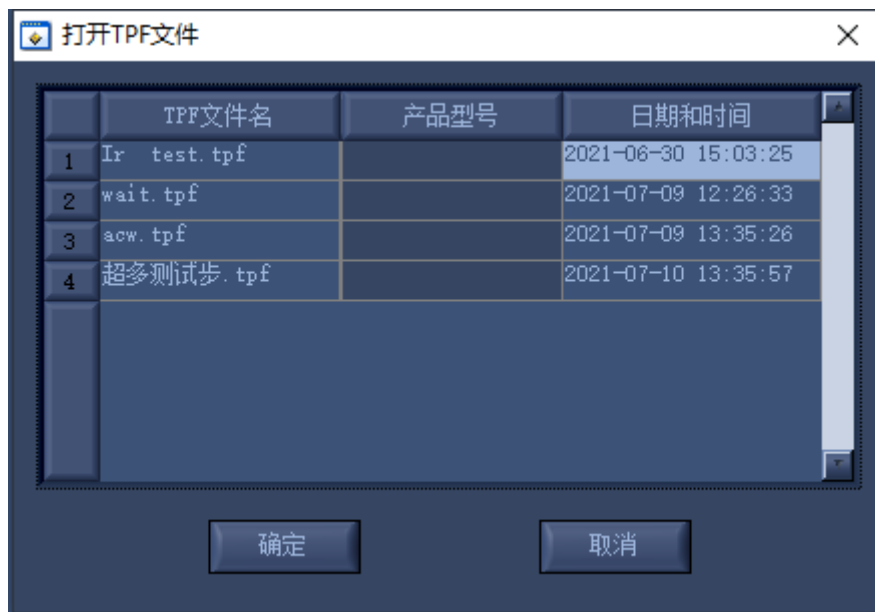 打开TPF文件
TPF文件名 产品型号 日期和时间
1 Ir test.tpf 2021-06-30 15:03:25
2 wait.tpf 2021-07-09 12:26:33
3 acw.tpf 2021-07-09 13:35:26
4 超多测试步.tpf 2021-07-10 13:35:57
确定 取消